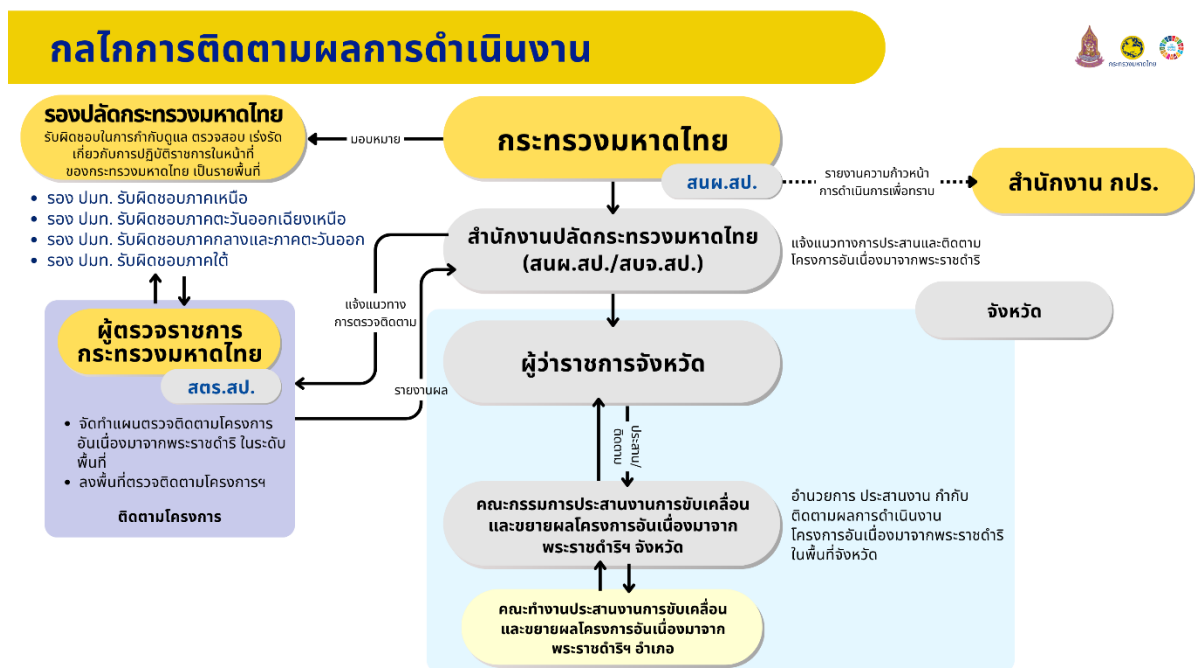 กลไกการติดตามผลการดำเนินงาน
กระทรวงมหาดไทย
รองปลัดกระทรวงมหาดไทย
รับผิดชอบในการกำกับดูแล ตรวจสอบ เร่งรัด
เกี่ยวกับการปฏิบัติราชการในหน้าที่
ของกระทรวงมหาดไทย เป็นรายพื้นที่
มอบหมาย
กระทรวงมหาดไทย
สนผ.สป.
รายงานความก้าวหน้า
การดำเนินการเพื่อทราบ
สำนักงาน กปร.
• รอง ปมท. รับผิดชอบภาคเหนือ
• รอง ปมท. รับผิดชอบภาคตะวันออกเฉียงเหนือ
• รอง ปมท. รับผิดชอบภาคกลางและภาคตะวันออก
• รอง ปมท. รับผิดชอบภาคใต้
สำนักงานปลัดกระทรวงมหาดไทย
(สนผ.สป./สบจ.สป.)
แจ้งแนวทางการประสานและติดตาม
โครงการอันเนื่องมาจากพระราชดำริ
แจ้งแนวทาง
การตรวจติดตาม
จังหวัด
ผู้ตรวจราชการ
กระทรวงมหาดไทย
สตร.สป.
ผู้ว่าราชการจังหวัด
รายงานผล
• จัดทำแผนตรวจติดตามโครงการ
อันเนื่องมาจากพระราชดำริ ในระดับ
พื้นที่
• ลงพื้นที่ตรวจติดตามโครงการฯ
ติดตามโครงการ
ประสาน/
ติดตาม
คณะกรรมการประสานงานการขับเคลื่อน
และขยายผลโครงการอันเนื่องมาจาก
พระราชดำริฯ จังหวัด
อำนวยการ ประสานงาน กำกับ
ติดตามผลการดำเนินงาน
โครงการอันเนื่องมาจากพระราชดำริ
ในพื้นที่จังหวัด
คณะทำงานประสานงานการขับเคลื่อน
และขยายผลโครงการอันเนื่องมาจาก
พระราชดำริฯ อำเภอ